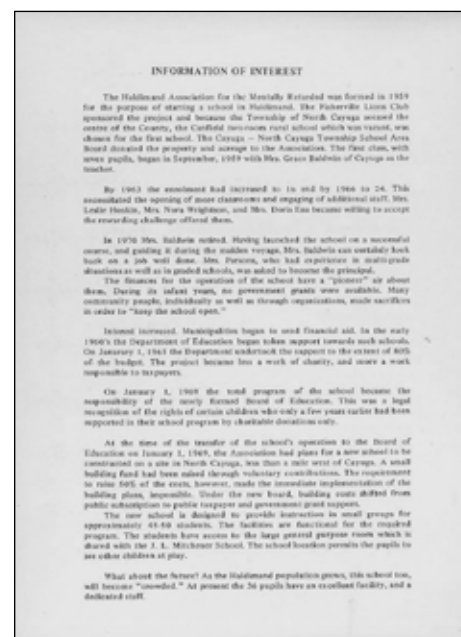 INFORMATION OF INTEREST
The Haldimand Association for the Mentally Retarded was formed in 1959
for the purpose of starting a school in Haldimand. The Fisherville Lions Club
sponsored the project and because the Township of North Cayuga seemed the
centre of the County, the Canfield two-room rural school which was vacant, was
chosen for the first school. The Cayuga - North Cayuga Township School Area
Board donated the property and acreage to the Association. The first class, with
seven pupils, began in September, 1959 with Mrs. Grace Baldwin of Cayuga as the
teacher.
By 1963 the enrolment had increased to 16 and by 1966 to 24. This
necessitated the opening of more classrooms and engaging of additional staff. Mrs.
Leslie Mrs. Nora Wrightson, and Mrs. Doris became willing to accept
the rewarding challenge offered them.
In 1970 Mrs. Baldwin retired. Having launched the school on a successful
course, and guiding it during the maiden voyage, Mrs. Baldwin can certainly look
back on a job well done. Mrs. Parsons, who had experience in multi-grade
situations as well as in graded schools, was asked to become the principal.
The finances for the operation of the school have a "pioneer" air about
them. During its infant years, no government grants were available. Many
community people, individually as well as through organizations, made sacrifices
in order to "keep the school open."
Interest increased. Municipalities began to send financial aid. In the early
1960's the Department of Education began token support towards such schools.
On January 1, 1965 the Department undertook the support to the extent of 80%
of the budget. The project became less a work of charity, and more a work
responsible to taxpayers.
On January 1, 1969 the total program of the school became the
responsibility of the newly formed Board of Education. This was a legal
recognition of the rights of certain children who only a few years earlier had been
supported in their school program by charitable donations only.
At the time of the transfer of the school's operation to the Board of
Education on January 1, 1969, the Association had plans for a new school to be
constructed on a site in North Cayuga, less than a mile west of Cayuga. A small
building fund had been raised through voluntary contributions. The requirement
to raise 50% of the costs, however, made the immediate implementation of the
building plans, impossible. Under the new board, building costs shifted from
public subscription to public taxpayer and government grant support.
The new school is designed to provide instruction in small groups for
approximately students. The facilities are functional for the required
program. The students have access to the large general purpose room which is
shared with the J. L. Mitchener School. The school location permits the pupils to
see other children at play.
What about the future? As the Haldimand population grows, this school too,
will become "crowded." At present the 36 pupils have an excellent facility, and a
dedicated staff.